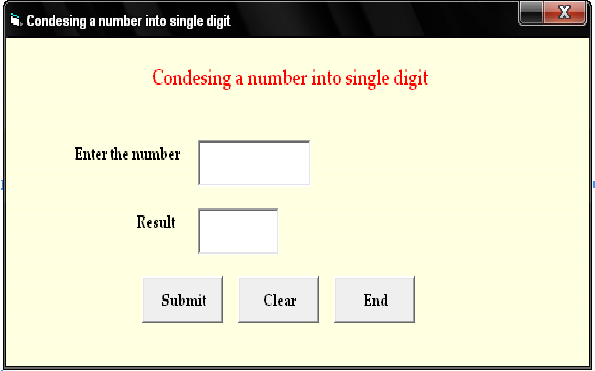 Condesing a number into single digit
Condesing a number into single digit
Enter the number
Result
Submit Clear End